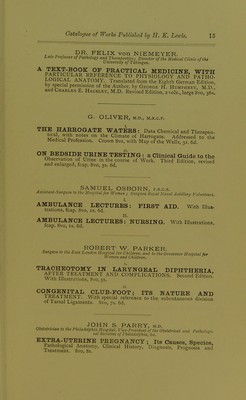 Catalogue of Works Published by H. K. Lewis. 15
DR. FELIX von NIEMEYER.
Late Professor of Pathology and Therapeutics; Director of the Medical Clinic of the
University of Tübingen.
A TEXT-BOOK OF PRACTICAL MEDICINE, WITH
PARTICULAR REFERENCE TO PHYSIOLOGY AND PATHO-
LOGICAL ANATOMY. Translated from the Eighth German Edition,
by special permission of the Author, by GEORGE H. HUMPHREY, M.D.,
and CHARLES E. HACKLEY, M.D. Revised Edition, 2 vols., large 8vo, 36s.
G. OLIVER, M.D., M.R.C.P.
I.
THE HARROGATE WATERS: Data Chemical and Therapeu-
tical, with notes on the Climate of Harrogate. Addressed to the
Medical Profession. Crown 8vo, with Map of the Wells, 3s. 6d.
II.
ON BEDSIDE URINE TESTING: a Clinical Guide to the
Observation of Urine in the course of Work. Third Edition, revised
and enlarged, fcap. 8vo, 3s. 6d.
SAMUEL OSBORN, F.R.C.S.
Assistant-Surgeon to the Hospital for Women; Surgeon Royal Naval Artillery Volunteers.
I.
AMBULANCE LECTURES: FIRST AID. With Illus-
trations, fcap. 8vo, 1s. 6d.
II.
AMBULANCE LECTURES: NURSING. With Illustrations,
fcap. 8vo, 1s. 6d.
ROBERT W. PARKER.
Surgeon to the East London Hospital for Children, and to the Grosvenor Hospital for
Women and Children.
I.
TRACHEOTOMY IN LARYNGEAL DIPHTHERIA,
AFTER TREATMENT AND COMPLICATIONS. Second Edition.
With Illustrations, 8vo, 5s.
II.
CONGENITAL CLUB-FOOT; ITS NATURE AND
TREATMENT. With special reference to the subcutaneous division
of Tarsal Ligaments. 8vo, 7s. 6d.
JOHN S. PARRY, M.D.
Obstetrician to the Philadelphia Hospital, Vice-President of the Obstetrical and Pathologi-
cal Societies of Philadelphia, &c.
EXTRA-UTERINE PREGNANCY; Its Causes, Species,
Pathological Anatomy, Clinical History, Diagnosis, Prognosis and
Treatment. 8vo, 8s.